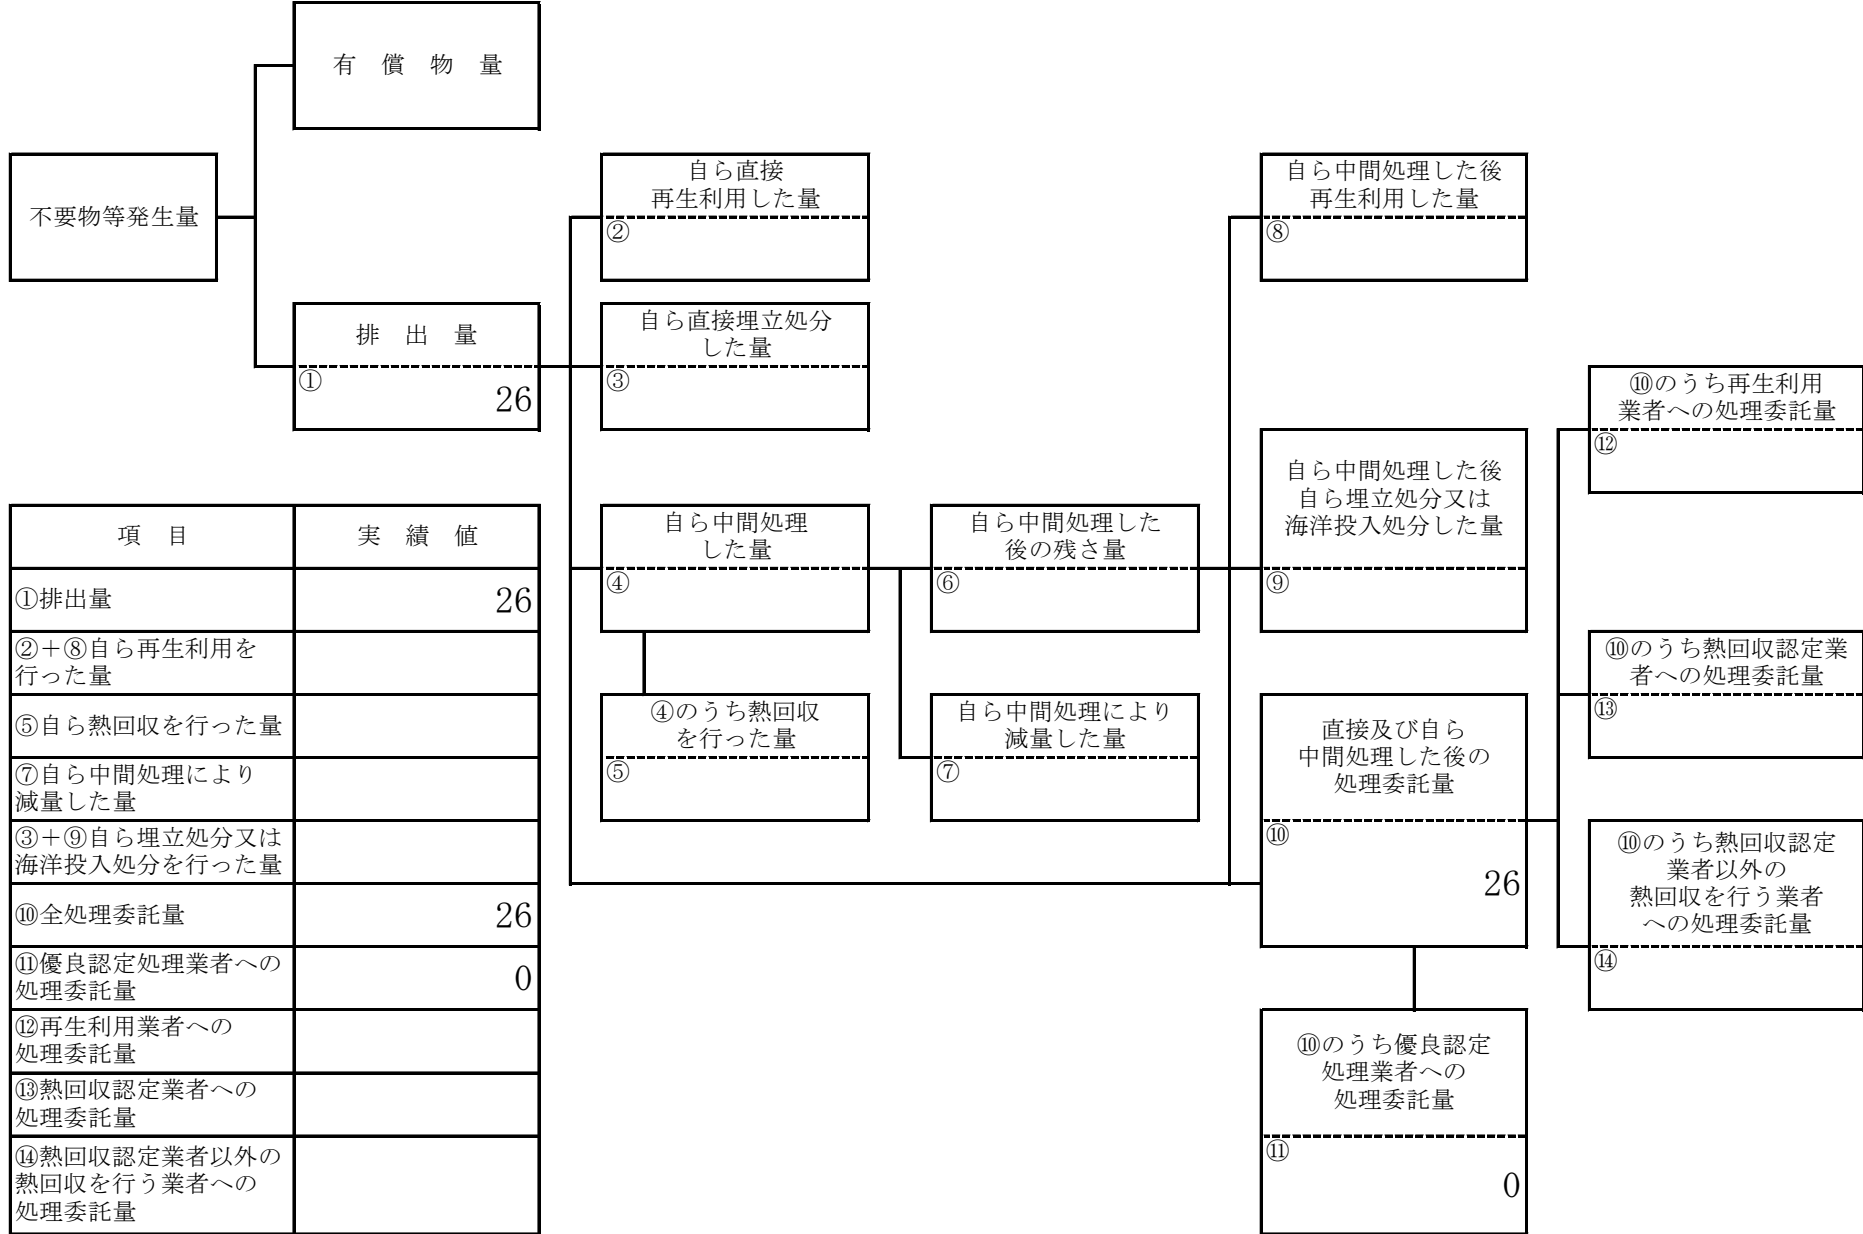 有　償　物　量
不要物等発生量
排　出　量
①
26
自ら直接
再生利用した量
②
自ら直接埋立処分
した量
③
自ら中間処理
した量
④
④のうち熱回収
を行った量
⑤
自ら中間処理した
後の残さ量
⑥
自ら中間処理により
減量した量
⑦
自ら中間処理した後
再生利用した量
⑧
自ら中間処理した後
自ら埋立処分又は
海洋投入処分した量
⑨
直接及び自ら
中間処理した後の
処理委託量
⑩
26
⑩のうち優良認定
処理業者への
処理委託量
⑪
0
⑩のうち再生利用
業者への処理委託量
⑫
⑩のうち熱回収認定業
者への処理委託量
⑬
⑩のうち熱回収認定
業者以外の
熱回収を行う業者
への処理委託量
⑭
項　目
実　績　値
①排出量
26
②＋⑧自ら再生利用を
行った量
⑤自ら熱回収を行った量
⑦自ら中間処理により
減量した量
③＋⑨自ら埋立処分又は
海洋投入処分を行った量
⑩全処理委託量
26
⑪優良認定処理業者への
処理委託量
0
⑫再生利用業者への
処理委託量
⑬熱回収認定業者への
処理委託量
⑭熱回収認定業者以外の
熱回収を行う業者への
処理委託量